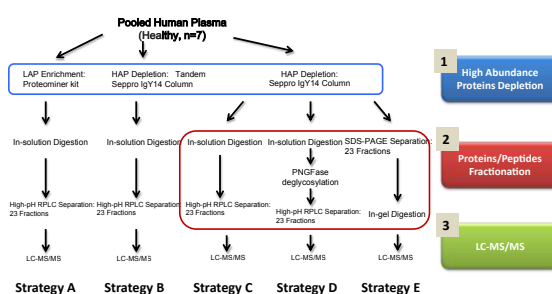 Pooled Human Plasma
(Healthy, n=7)
LAP Enrichment:
Proteominer kit
HAP Depletion: Tandem
Seppro IgY14 Column
HAP Depletion:
Seppro IgY14 Column
1
High Abundance
Proteins Depletion
In-solution Digestion
In-solution Digestion
In-solution Digestion
In-solution Digestion
SDS-PAGE Separation:
23 Fractions
2
Proteins/Peptides
Fractionation
PNGFase
deglycosylation
High-pH RPLC Separation:
23 Fractions
High-pH RPLC Separation:
23 Fractions
High-pH RPLC Separation:
23 Fractions
High-pH RPLC Separation:
23 Fractions
In-gel Digestion
3
LC-MS/MS
LC-MS/MS
LC-MS/MS
LC-MS/MS
LC-MS/MS
LC-MS/MS
Strategy A
Strategy B
Strategy C
Strategy D
Strategy E